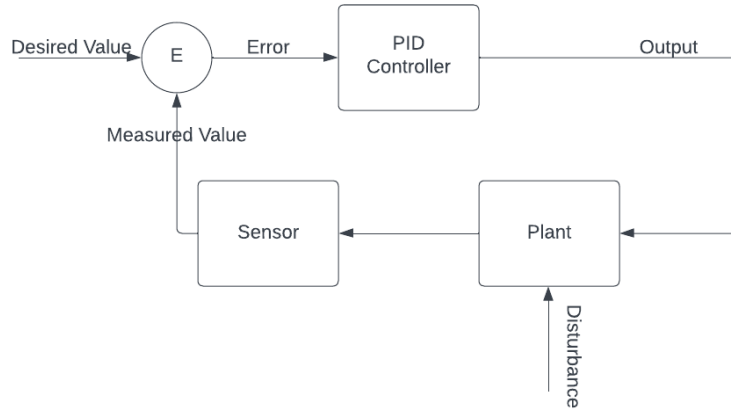 Desired Value
E
Error
PID
Controller
Output
Measured Value
Sensor
Plant
Disturbance